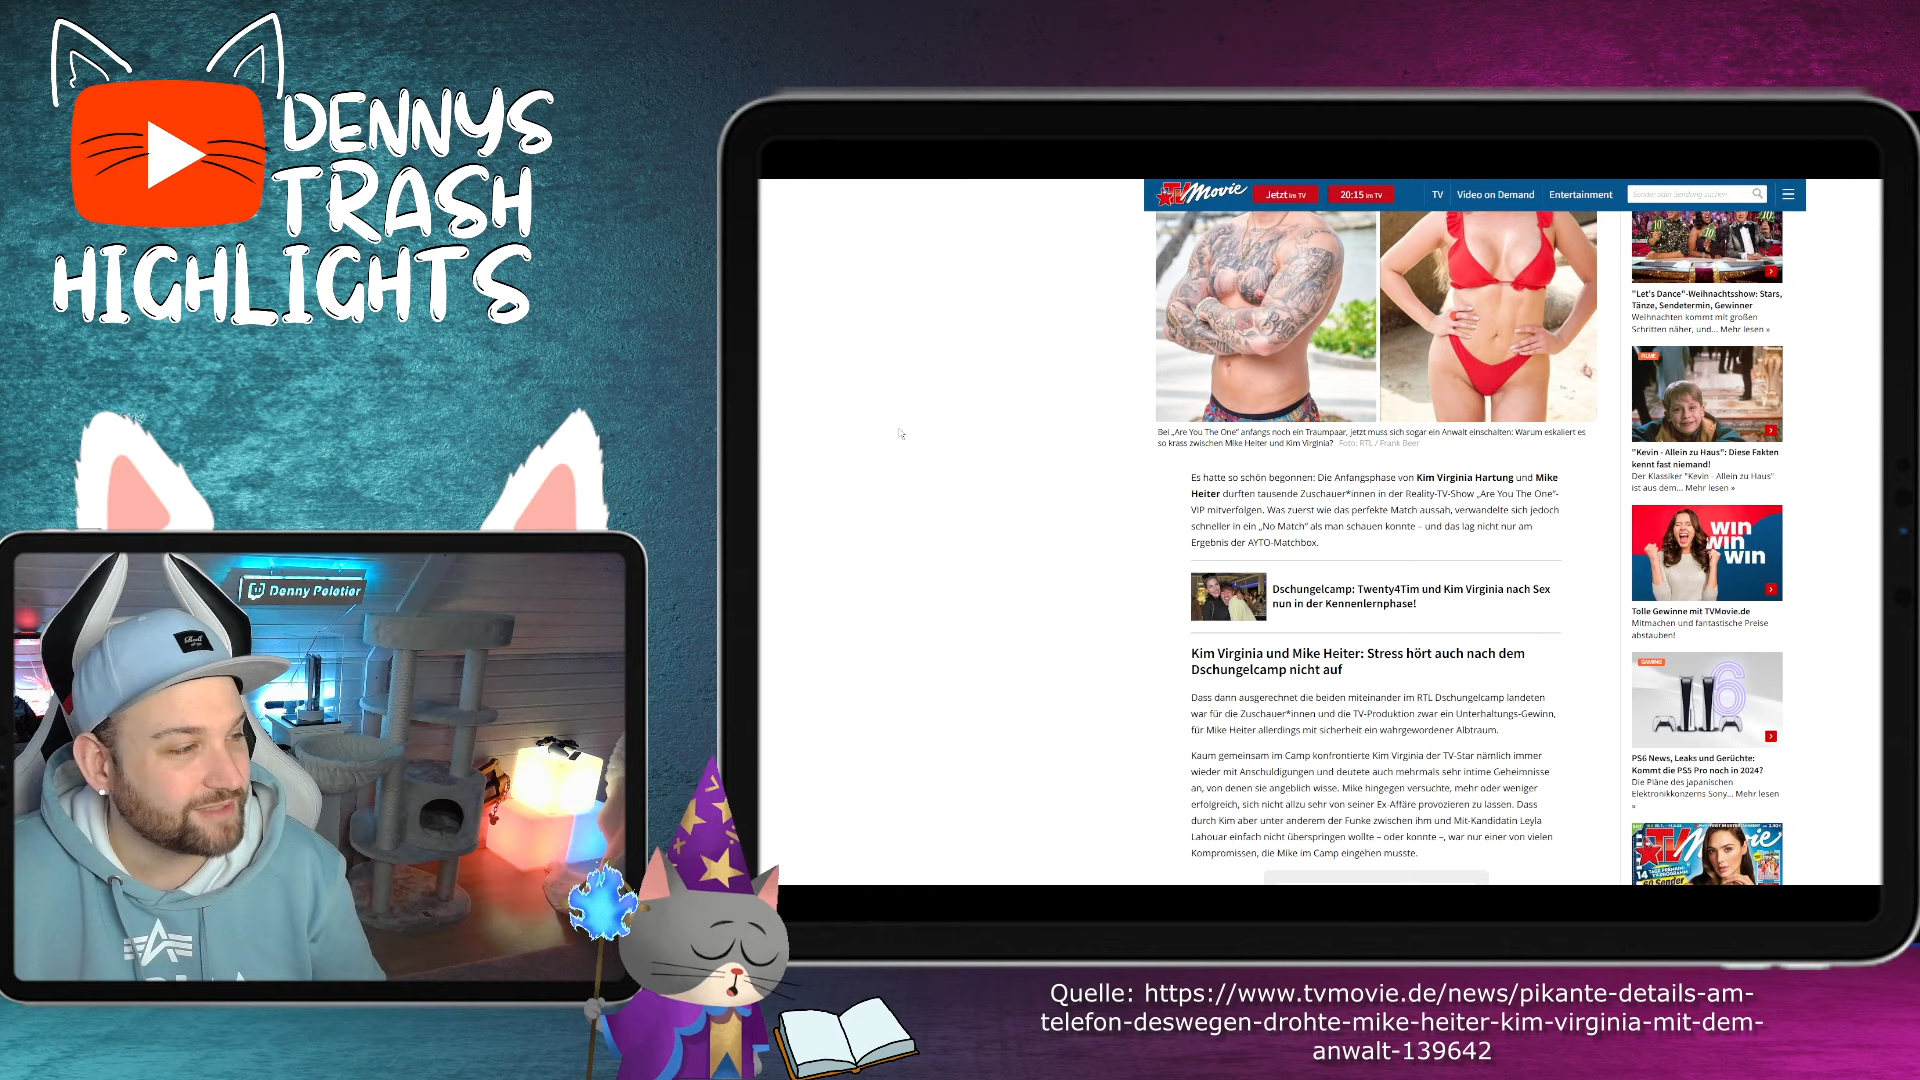 DENNYS
TRASH
HIGHLIGHTS
Denny Peletier
TVMovie
Jetzt im TV
20:15 im TV
TV
Video on Demand
Entertainment
Sender oder Sendung suchen
Bei „Are You The One“ anfangs noch ein Traumpaar, jetzt muss sich sogar ein Anwalt einschalten: Warum eskaliert es
so krass zwischen Mike Heiter und Kim Virginia? Foto: RTL / Frank Beer
Es hatte so schön begonnen: Die Anfangsphase von Kim Virginia Hartung und Mike
Heiter durften tausende Zuschauer*innen in der Reality-TV-Show „Are You The One“-
VIP mitverfolgen. Was zuerst wie das perfekte Match aussah, verwandelte sich jedoch
schneller in ein „No Match“ als man schauen konnte – und das lag nicht nur am
Ergebnis der AYTO-Matchbox.
Dschungelcamp: Twenty4Tim und Kim Virginia nach Sex
nun in der Kennenlernphase!
Kim Virginia und Mike Heiter: Stress hört auch nach dem
Dschungelcamp nicht auf
Dass dann ausgerechnet die beiden miteinander im RTL Dschungelcamp landeten
war für die Zuschauer*innen und die TV-Produktion zwar ein Unterhaltungs-Gewinn,
für Mike Heiter allerdings mit sicherheit ein wahrgewordener Albtraum.
Kaum gemeinsam im Camp konfrontierte Kim Virginia der TV-Star nämlich immer
wieder mit Anschuldigungen und deutete auch mehrmals sehr intime Geheimnisse
an, von denen sie angeblich wisse. Mike hingegen versuchte, mehr oder weniger
erfolgreich, sich nicht allzu sehr von seiner Ex-Affäre provozieren zu lassen. Dass
durch Kim aber unter anderem der Funke zwischen ihm und Mit-Kandidatin Leyla
Lahouar einfach nicht überspringen wollte – oder konnte –, war nur einer von vielen
Kompromissen, die Mike im Camp eingehen musste.
10
10
"Let's Dance"-Weihnachtsshow: Stars,
Tänze, Sendetermin, Gewinner
Weihnachten kommt mit großen
Schritten näher, und... Mehr lesen »
FILME
"Kevin - Allein zu Haus": Diese Fakten
kennt fast niemand!
Der Klassiker "Kevin - Allein zu Haus"
ist aus dem... Mehr lesen »
win
win
win
Tolle Gewinne mit TVMovie.de
Mitmachen und fantastische Preise
abstauben!
GAMING
6
PS6 News, Leaks und Gerüchte:
Kommt die PS5 Pro noch in 2024?
Die Pläne des japanischen
Elektronikkonzerns Sony... Mehr lesen
»
TVMovie
14
60 Sender
Quelle: https://www.tvmovie.de/news/pikante-details-am-
telefon-deswegen-drohte-mike-heiter-kim-virginia-mit-dem-
anwalt-139642